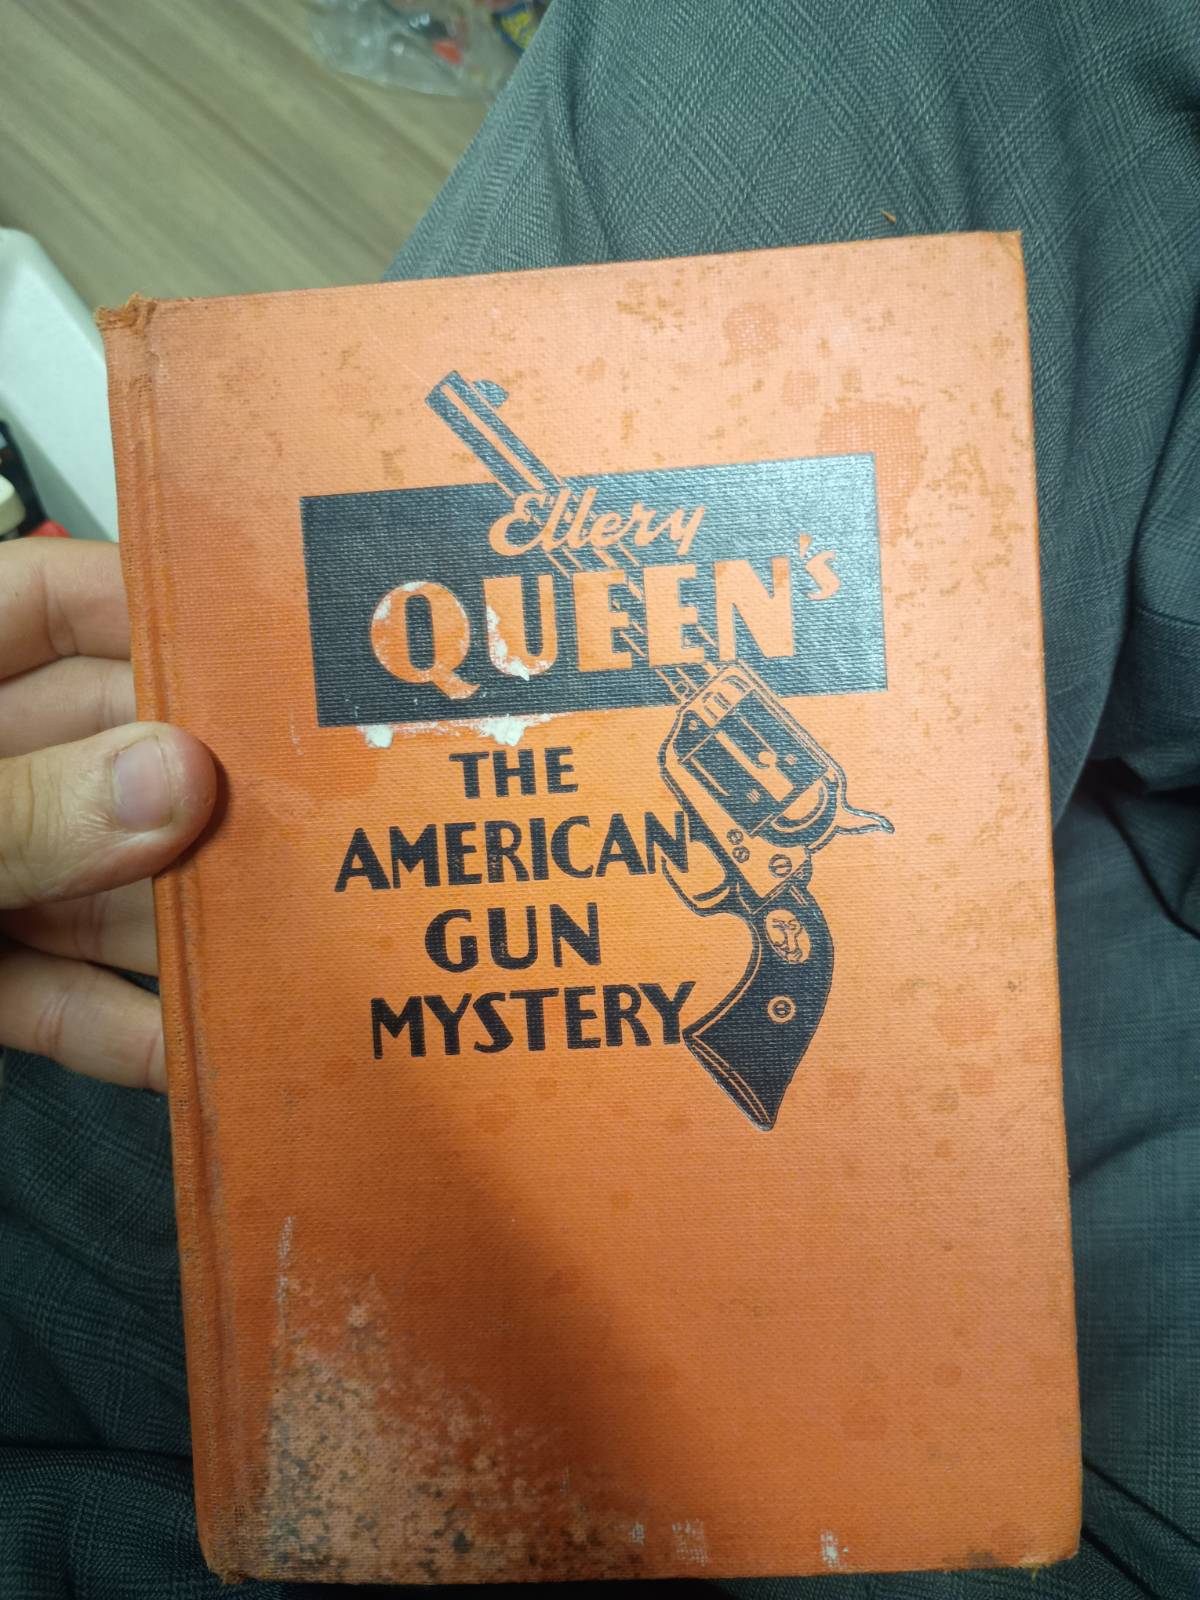 Ellery
QUEEN's
THE
AMERICAN
GUN
MYSTERY